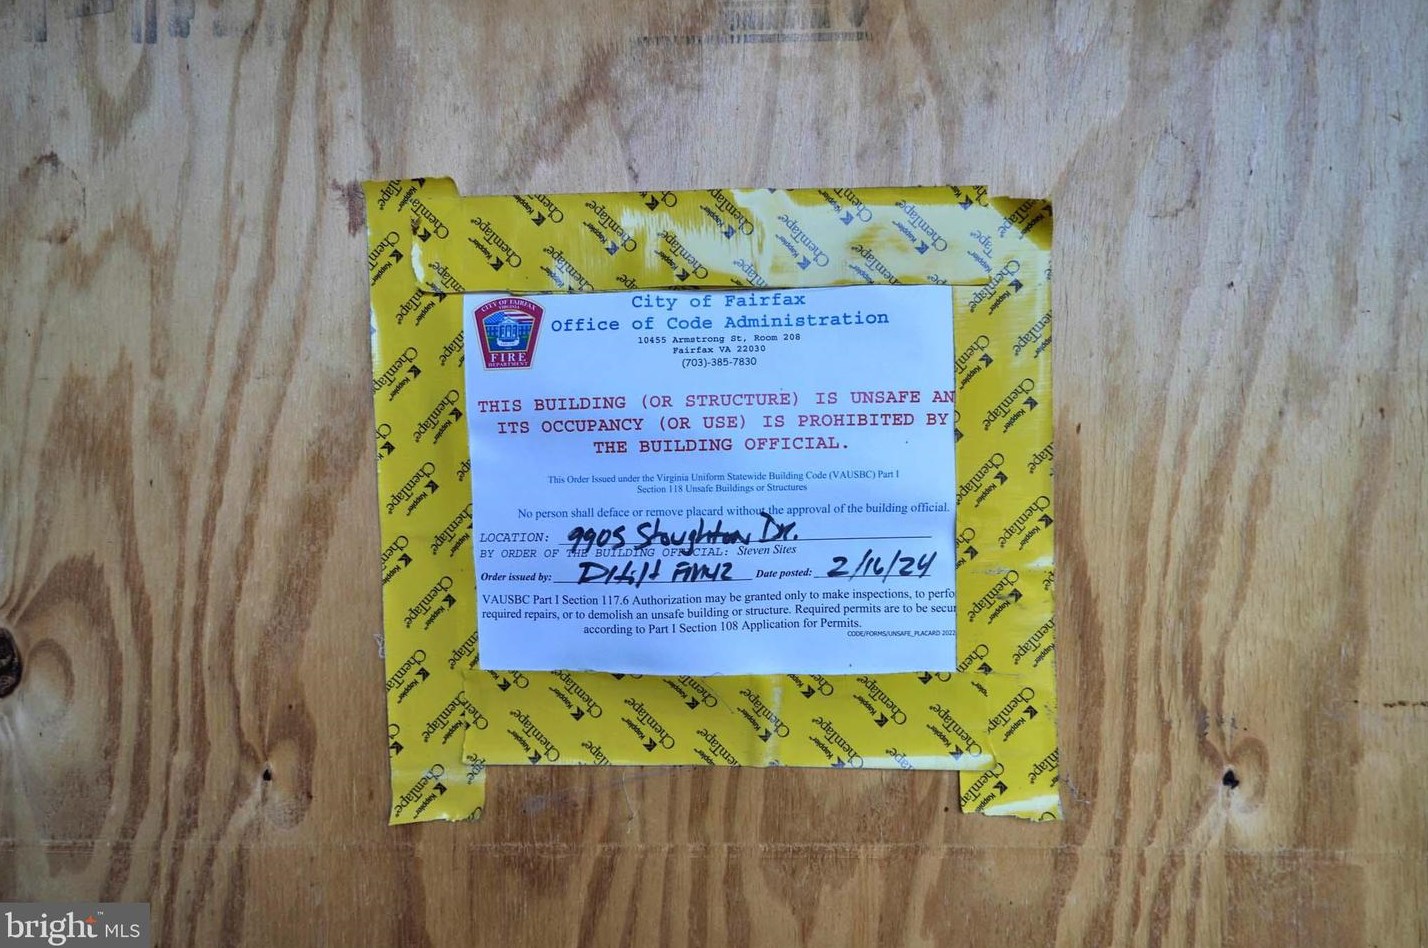 City of Fairfax
Office of Code Administration
10455 Armstrong St, Room 208
Fairfax VA 22030
(703)-385-7830
CITY OF FAIRFAX
FIRE
DEPARTMENT
THIS BUILDING (OR STRUCTURE) IS UNSAFE AN
ITS OCCUPANCY (OR USE) IS PROHIBITED BY
THE BUILDING OFFICIAL.
This Order Issued under the Virginia Uniform Statewide Building Code (VAUSBC) Part I
Section 118 Unsafe Buildings or Structures
No person shall deface or remove placard without the approval of the building official.
LOCATION: 9905 Stoughton Dr.
BY ORDER OF THE BUILDING OFFICIAL: Steven Sites
Order issued by: Date posted: 2/16/24
VAUSBC Part I Section 117.6 Authorization may be granted only to make inspections, to perfo
required repairs, or to demolish an unsafe building or structure. Required permits are to be secur
according to Part I Section 108 Application for Permits.
CODE/FORMS/UNSAFE_PLACARD 2022
ChemTape® Kappler™
bright™ MLS